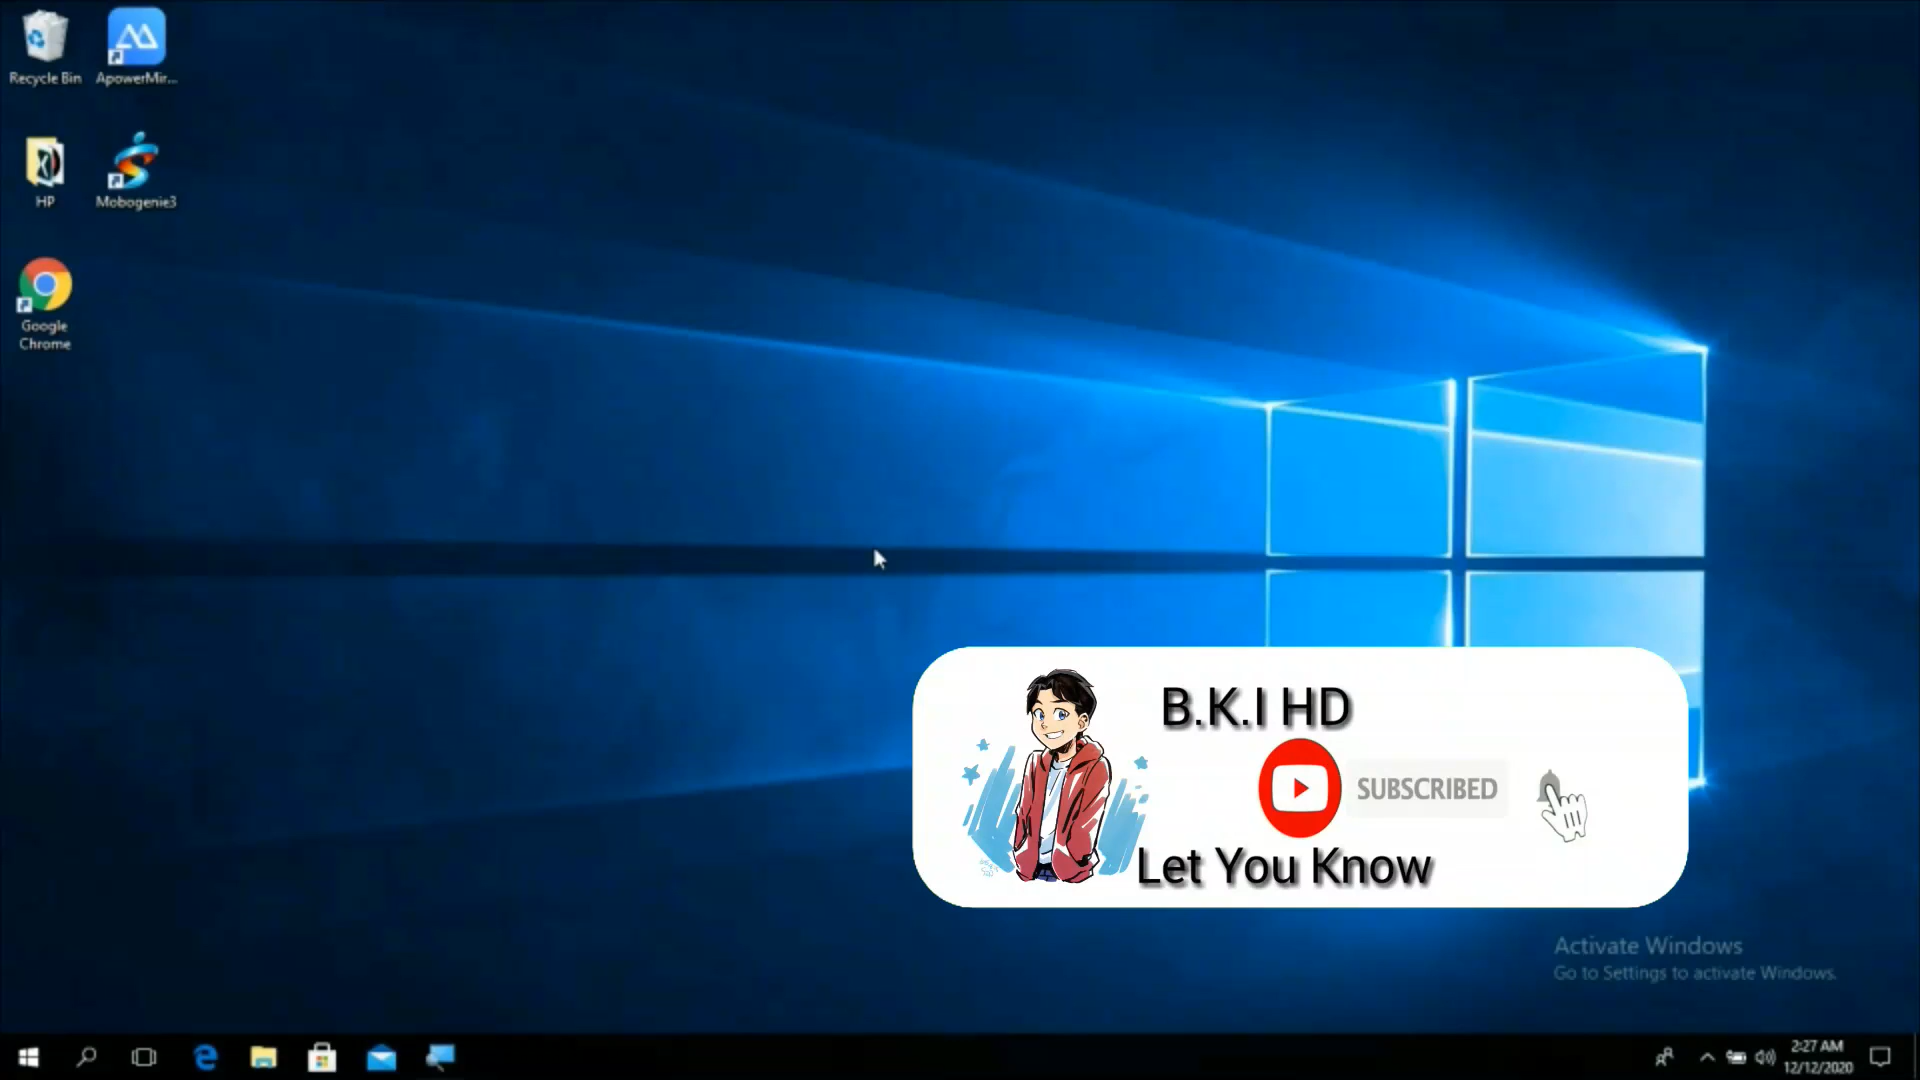 Recycle Bin
ApowerMir...
HP
Mobogenie3
Google
Chrome
B.K.I HD
SUBSCRIBED
Let You Know
Activate Windows
Go to Settings to activate Windows.
2:27 AM
12/12/2020